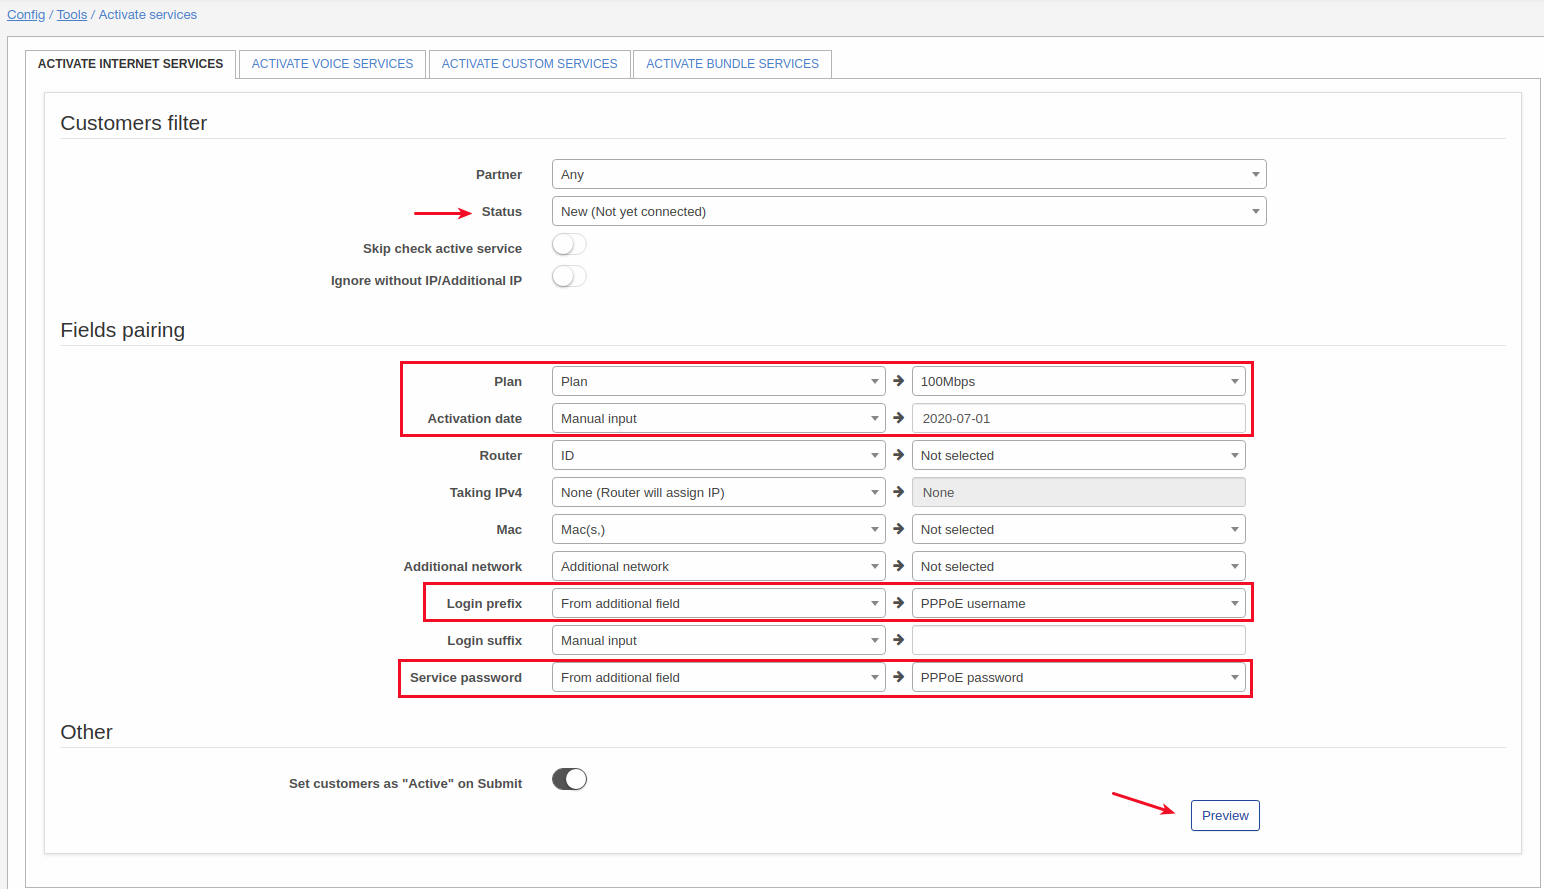 Config / Tools / Activate services
ACTIVATE INTERNET SERVICES ACTIVATE VOICE SERVICES ACTIVATE CUSTOM SERVICES ACTIVATE BUNDLE SERVICES
Customers filter
Partner Any
Status New (Not yet connected)
Skip check active service
Ignore without IP/Additional IP
Fields pairing
Plan Plan 100Mbps
Activation date Manual input 2020-07-01
Router ID Not selected
Taking IPv4 None (Router will assign IP) None
Mac Mac(s,) Not selected
Additional network Additional network Not selected
Login prefix From additional field PPPoE username
Login suffix Manual input
Service password From additional field PPPoE password
Other
Set customers as "Active" on Submit
Preview